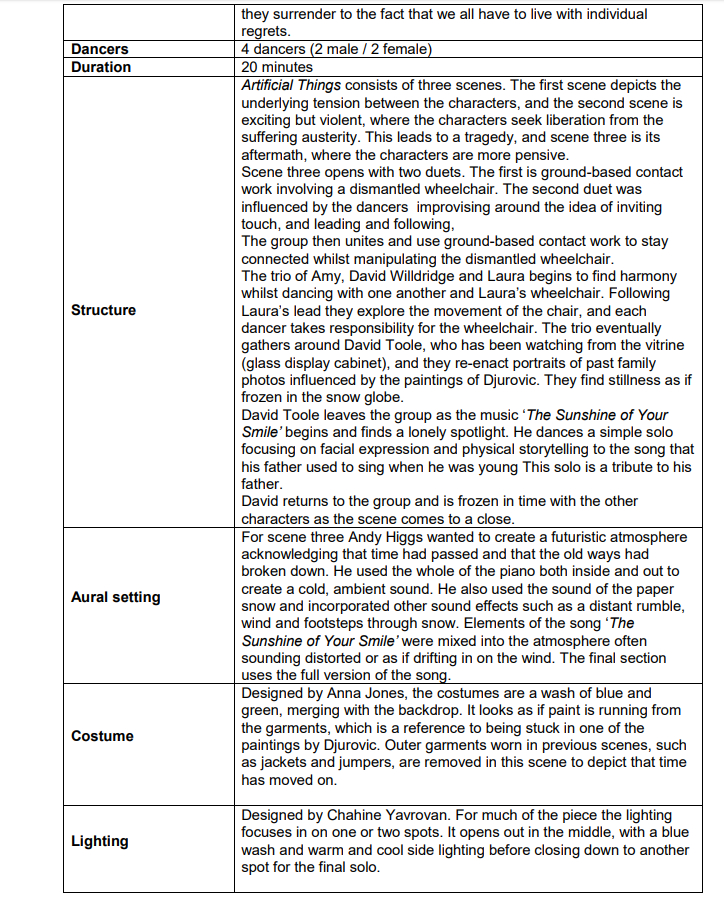 they surrender to the fact that we all have to live with individual
regrets.
Dancers
4 dancers (2 male / 2 female)
Duration
20 minutes
Structure
Artificial Things consists of three scenes. The first scene depicts the
underlying tension between the characters, and the second scene is
exciting but violent, where the characters seek liberation from the
suffering austerity. This leads to a tragedy, and scene three is its
aftermath, where the characters are more pensive.
Scene three opens with two duets. The first is ground-based contact
work involving a dismantled wheelchair. The second duet was
influenced by the dancers  improvising around the idea of inviting
touch, and leading and following,
The group then unites and use ground-based contact work to stay
connected whilst manipulating the dismantled wheelchair.
The trio of Amy, David Willdridge and Laura begins to find harmony
whilst dancing with one another and Laura's wheelchair. Following
Laura's lead they explore the movement of the chair, and each
dancer takes responsibility for the wheelchair. The trio eventually
gathers around David Toole, who has been watching from the vitrine
(glass display cabinet), and they re-enact portraits of past family
photos influenced by the paintings of Djurovic. They find stillness as if
frozen in the snow globe.
David Toole leaves the group as the music 'The Sunshine of Your
Smile' begins and finds a lonely spotlight. He dances a simple solo
focusing on facial expression and physical storytelling to the song that
his father used to sing when he was young This solo is a tribute to his
father.
David returns to the group and is frozen in time with the other
characters as the scene comes to a close.
Aural setting
For scene three Andy Higgs wanted to create a futuristic atmosphere
acknowledging that time had passed and that the old ways had
broken down. He used the whole of the piano both inside and out to
create a cold, ambient sound. He also used the sound of the paper
snow and incorporated other sound effects such as a distant rumble,
wind and footsteps through snow. Elements of the song 'The
Sunshine of Your Smile' were mixed into the atmosphere often
sounding distorted or as if drifting in on the wind. The final section
uses the full version of the song.
Costume
Designed by Anna Jones, the costumes are a wash of blue and
green, merging with the backdrop. It looks as if paint is running from
the garments, which is a reference to being stuck in one of the
paintings by Djurovic. Outer garments worn in previous scenes, such
as jackets and jumpers, are removed in this scene to depict that time
has moved on.
Lighting
Designed by Chahine Yavrovan. For much of the piece the lighting
focuses in on one or two spots. It opens out in the middle, with a blue
wash and warm and cool side lighting before closing down to another
spot for the final solo.